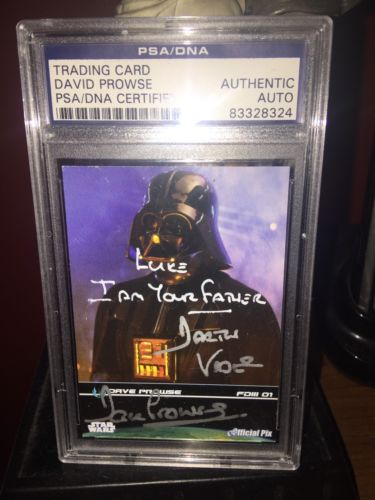 PSA/DNA
TRADING CARD
DAVID PROWSE
PSA/DNA CERTIFIE
AUTHENTIC
AUTO
83328324
LUKE
I AM YOUR FATHER
DARTH
VADER
DAVE PROWSE
FDIII 01
Dave Prowse
STAR WARS
Official Pix